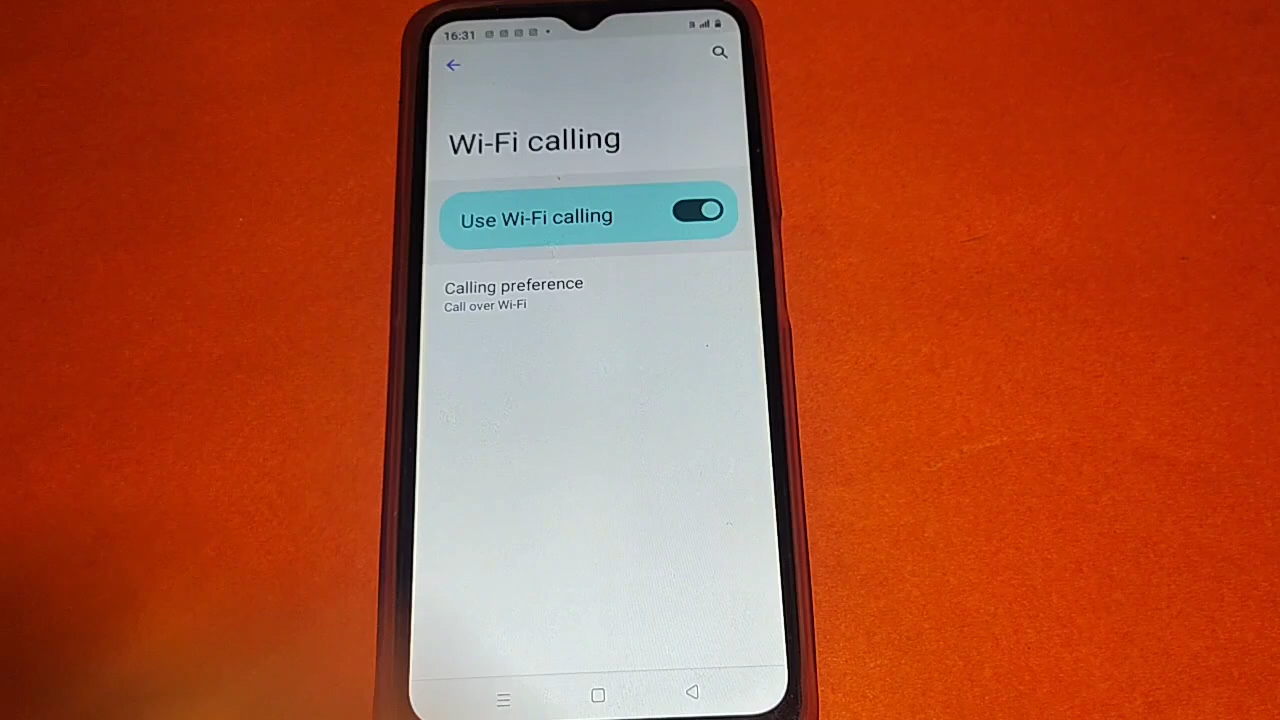 16:31
Wi-Fi calling
Use Wi-Fi calling
Calling preference
Call over Wi-Fi